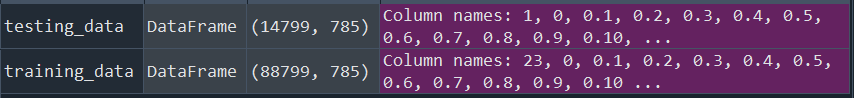 testing_data DataFrame (14799, 785) Column names: 1, 0, 0.1, 0.2, 0.3, 0.4, 0.5,
0.6, 0.7, 0.8, 0.9, 0.10, ...
training_data DataFrame (88799, 785) Column names: 23, 0, 0.1, 0.2, 0.3, 0.4, 0.5,
0.6, 0.7, 0.8, 0.9, 0.10 ...